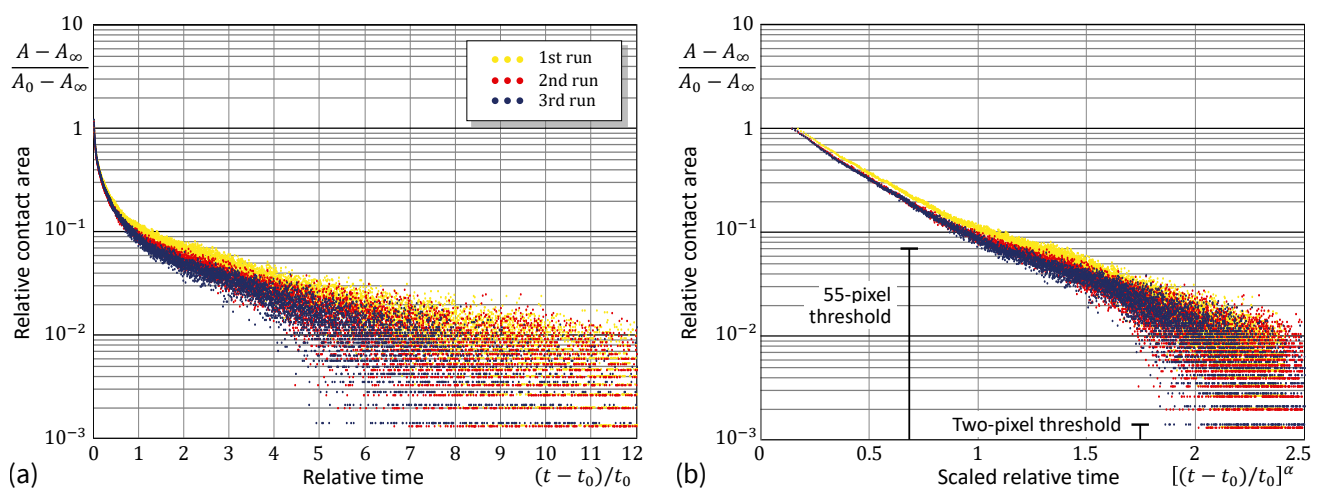 10
1
10⁻¹
10⁻²
10⁻³
A − A∞
A₀ − A∞
Relative contact area
1st run
2nd run
3rd run
0 1 2 3 4 5 6 7 8 9 10 11 12
Relative time (t − t₀)/t₀
(a)
10
1
10⁻¹
10⁻²
10⁻³
A − A∞
A₀ − A∞
Relative contact area
55-pixel
threshold
Two-pixel threshold
0 0.5 1 1.5 2 2.5
Scaled relative time [(t − t₀)/t₀]ᵅ
(b)